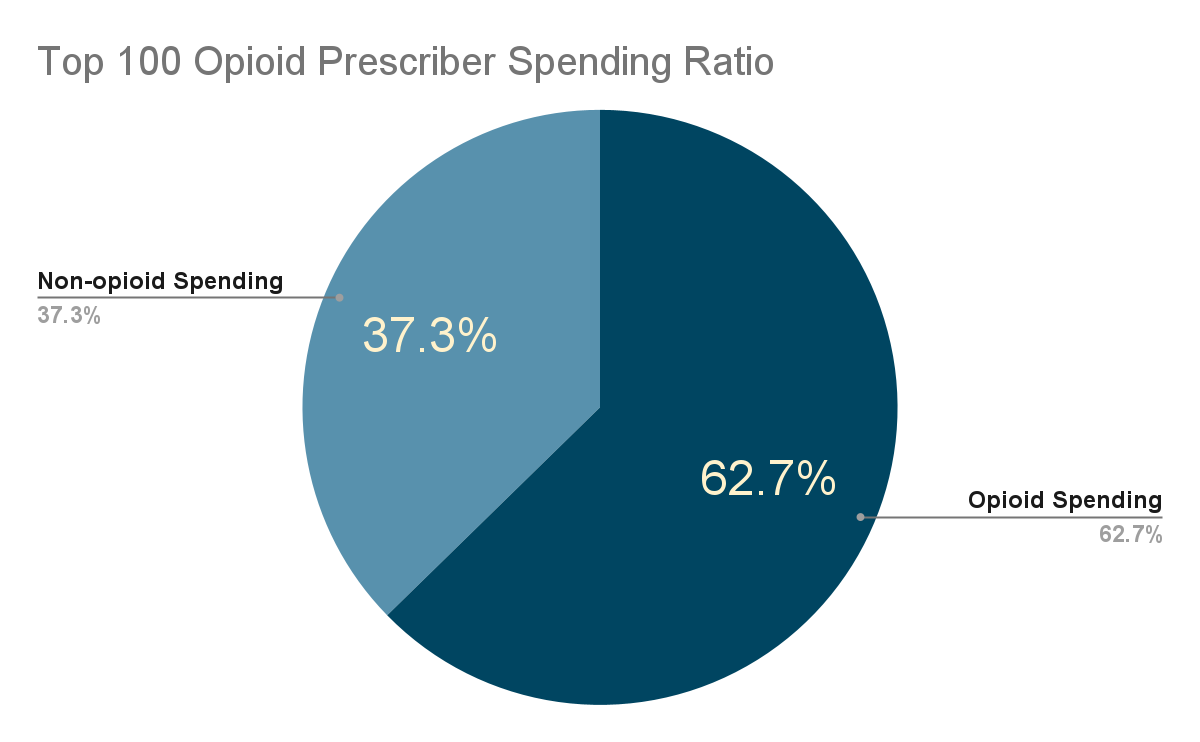 Top 100 Opioid Prescriber Spending Ratio
Non-opioid Spending
37.3%
37.3%
62.7%
Opioid Spending
62.7%